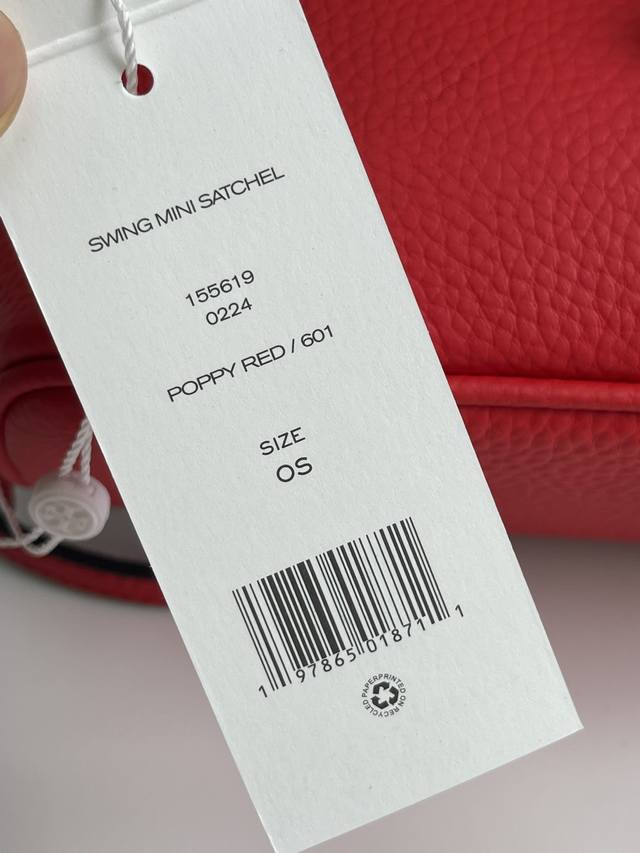 SWING MINI SATCHEL
155619
0224
POPPY RED / 601
SIZE
OS
1 97865 01871 1
PRINTED ON RECYCLED PAPER